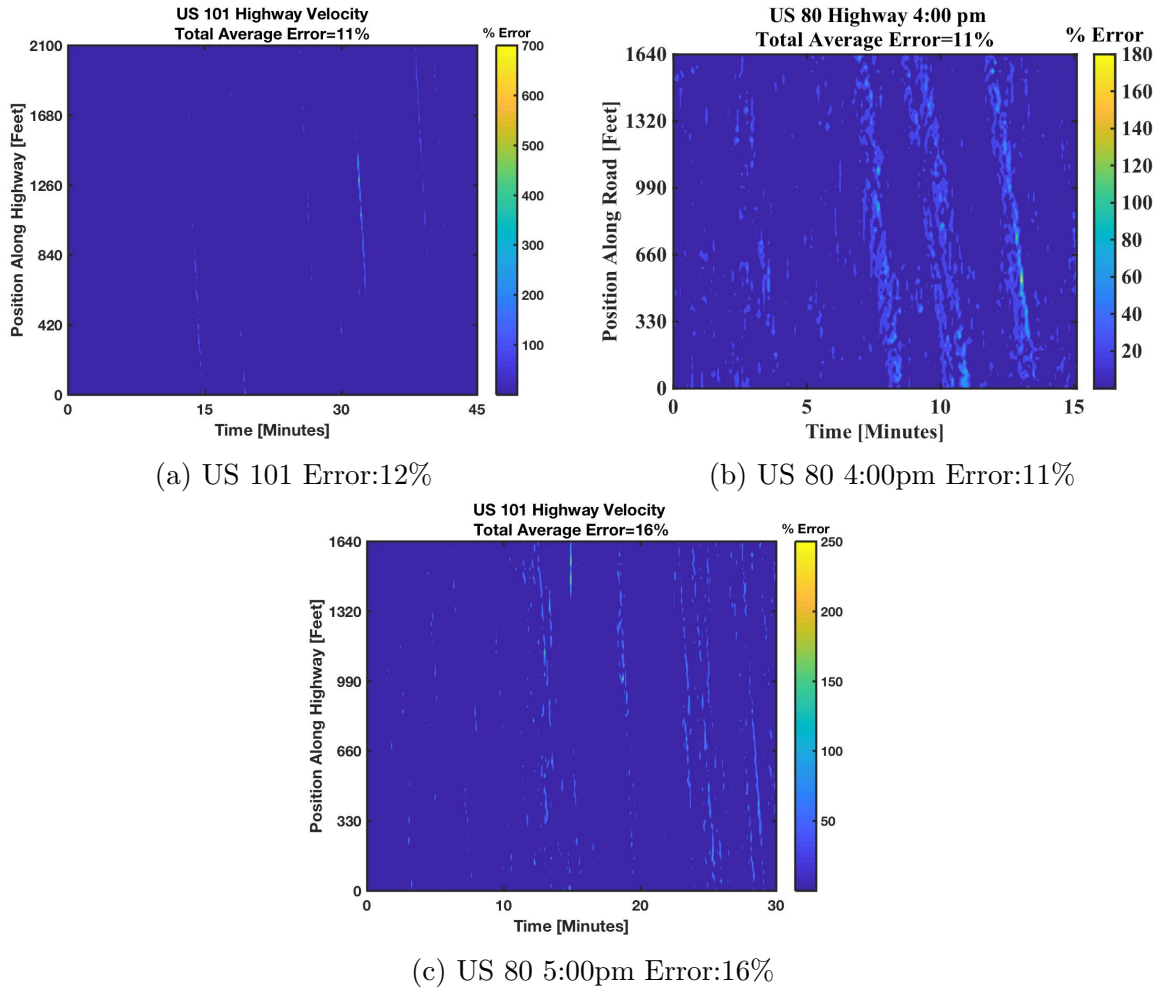 US 101 Highway Velocity
Total Average Error=11%
% Error
2100
1680
1260
840
420
0
Position Along Highway [Feet]
0 15 30 45
Time [Minutes]
700
600
500
400
300
200
100
(a) US 101 Error:12%
US 80 Highway 4:00 pm
Total Average Error=11%
% Error
1640
1320
990
660
330
0
Position Along Road [Feet]
0 5 10 15
Time [Minutes]
180
160
140
120
100
80
60
40
20
(b) US 80 4:00pm Error:11%
US 101 Highway Velocity
Total Average Error=16%
% Error
1640
1320
990
660
330
0
Position Along Highway [Feet]
0 10 20 30
Time [Minutes]
250
200
150
100
50
(c) US 80 5:00pm Error:16%